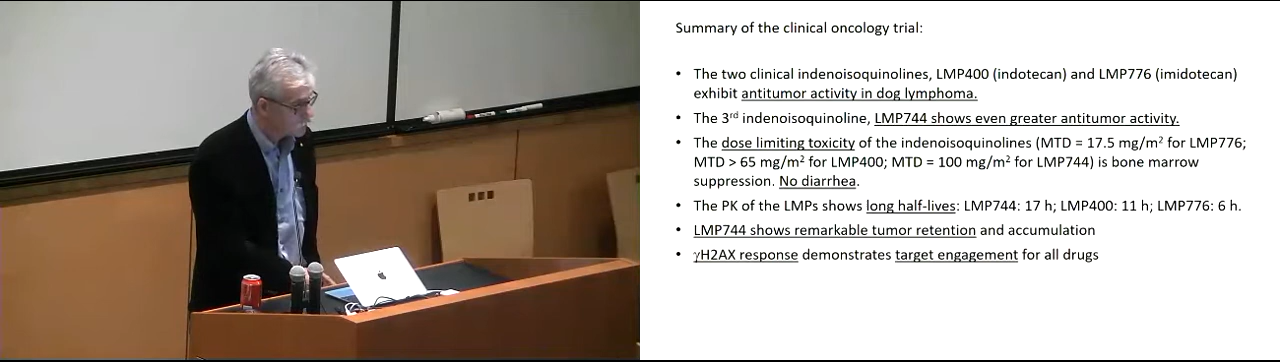 Summary of the clinical oncology trial:
• The two clinical indenoisoquinolines, LMP400 (indotecan) and LMP776 (imidotecan)
exhibit antitumor activity in dog lymphoma.
• The 3rd indenoisoquinoline, LMP744 shows even greater antitumor activity.
• The dose limiting toxicity of the indenoisoquinolines (MTD = 17.5 mg/m² for LMP776;
MTD > 65 mg/m² for LMP400; MTD = 100 mg/m² for LMP744) is bone marrow
suppression. No diarrhea.
• The PK of the LMPs shows long half-lives: LMP744: 17 h; LMP400: 11 h; LMP776: 6 h.
• LMP744 shows remarkable tumor retention and accumulation
• γH2AX response demonstrates target engagement for all drugs